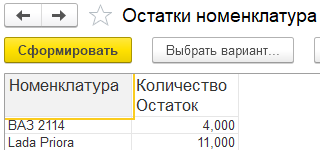 Остатки номенклатура
Сформировать
Выбрать вариант...
Номенклатура Количество
Остаток
ВАЗ 2114 4,000
Lada Priora 11,000